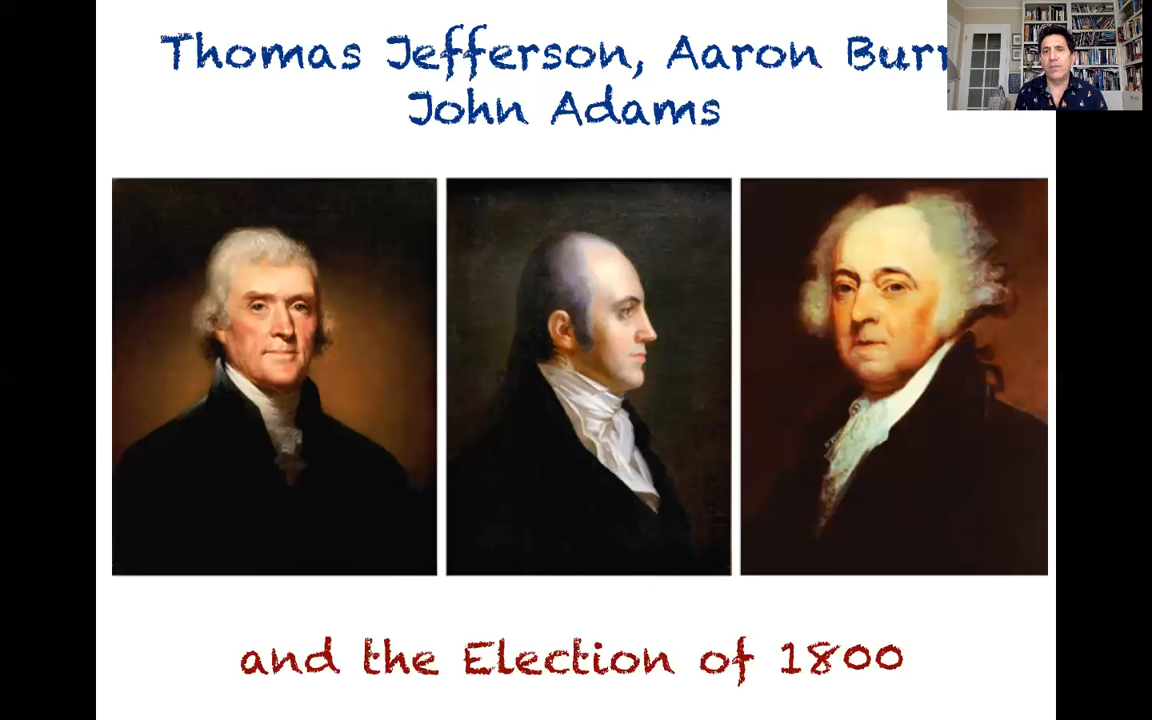 Thomas Jefferson, Aaron Burr
John Adams
and the Election of 1800